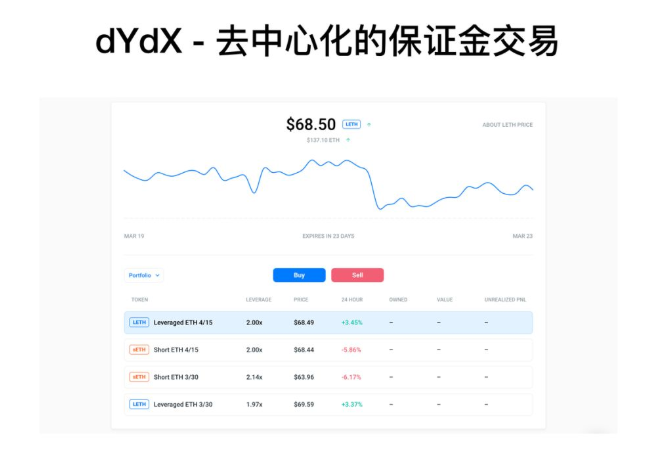 dYdX - 去中心化的保证金交易
$68.50 LETH
ABOUT LETH PRICE
$137.15 ETH
MAR 19 EXPIRES IN 23 DAYS MAR 23
Portfolio Buy Sell
TOKEN LEVERAGE PRICE 24 HOUR OWNED VALUE UNREALIZED PNL
LETH Leveraged ETH 4/15 2.00x $68.49 +3.45% – – –
sETH Short ETH 4/15 2.00x $68.44 -5.86% – – –
sETH Short ETH 3/30 2.14x $63.96 -6.17% – – –
LETH Leveraged ETH 3/30 1.97x $69.59 +3.37% – – –